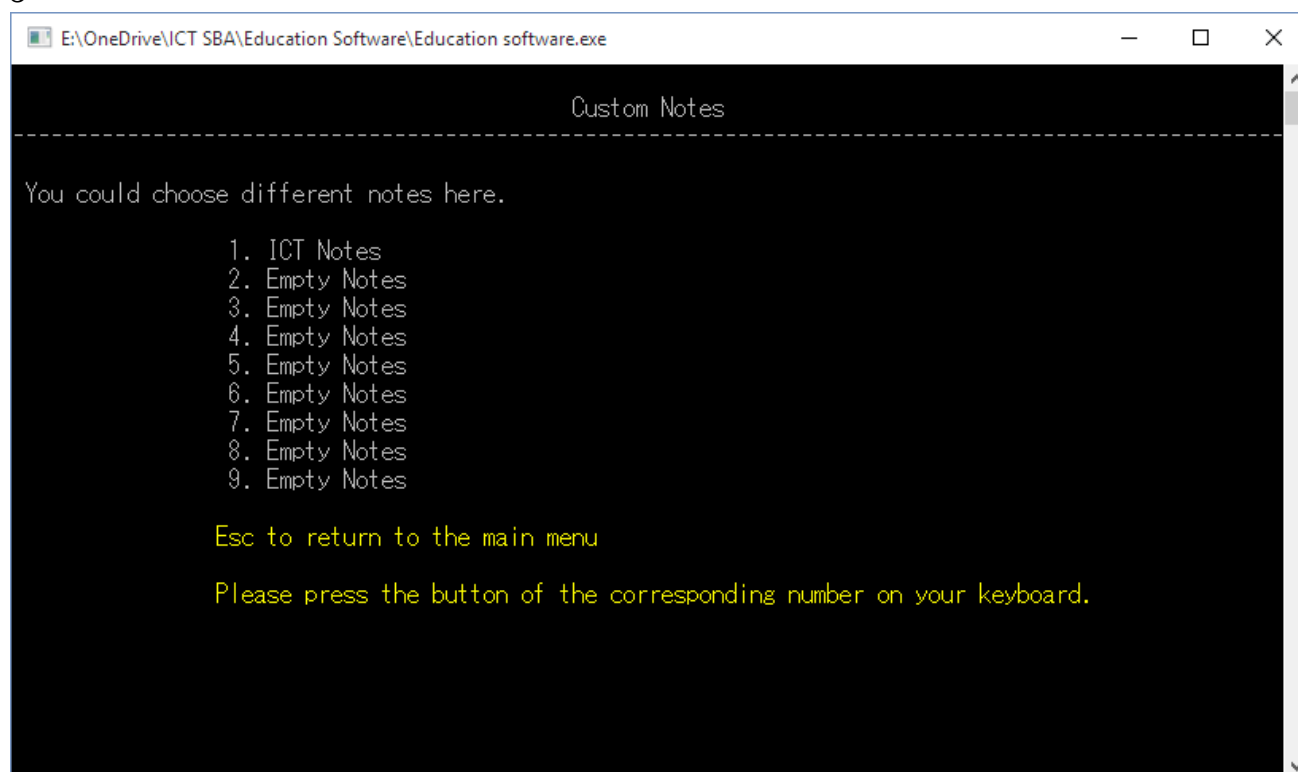 E:\OneDrive\ICT SBA\Education Software\Education software.exe
Custom Notes
You could choose different notes here.
1. ICT Notes
2. Empty Notes
3. Empty Notes
4. Empty Notes
5. Empty Notes
6. Empty Notes
7. Empty Notes
8. Empty Notes
9. Empty Notes
Esc to return to the main menu
Please press the button of the corresponding number on your keyboard.